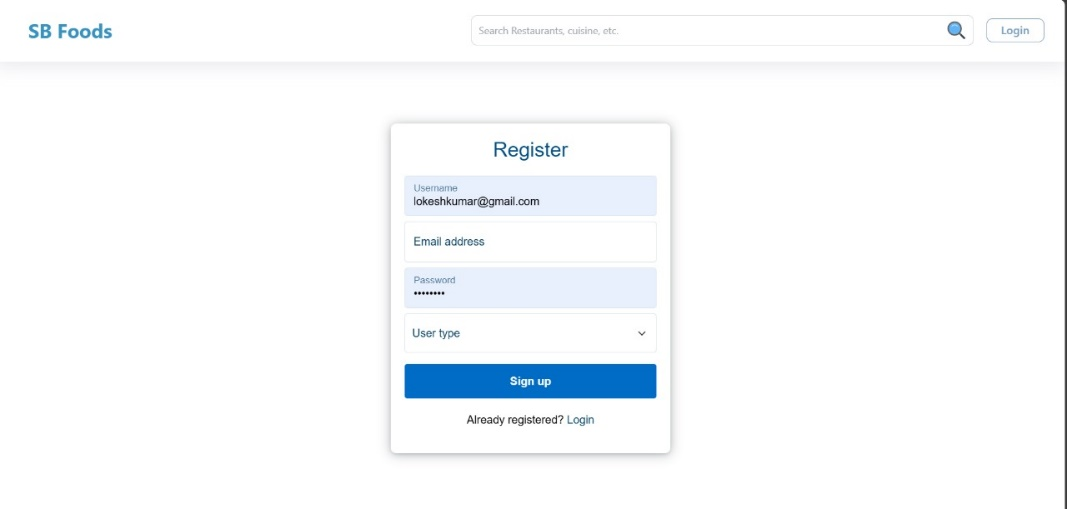 SB Foods
Search Restaurants, cuisine, etc.
Login
Register
Username
lokeshkumar@gmail.com
Email address
Password
••••••••
User type
Sign up
Already registered? Login